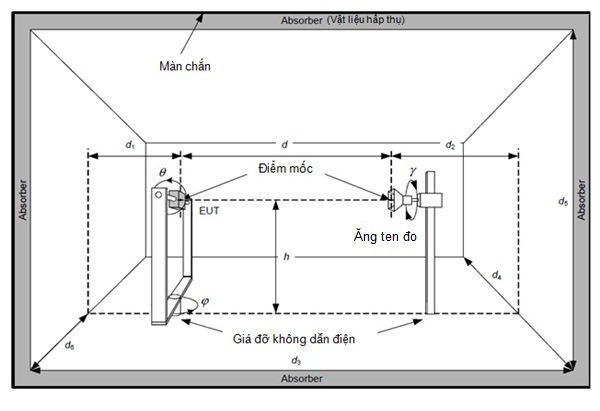 Absorber (Vật liệu hấp thụ)
Màn chắn
d1
d
d2
θ
Điểm mốc
γ
EUT
Absorber
Absorber
d5
Ăng ten đo
h
d4
φ
Giá đỡ không dẫn điện
d6
d3
Absorber